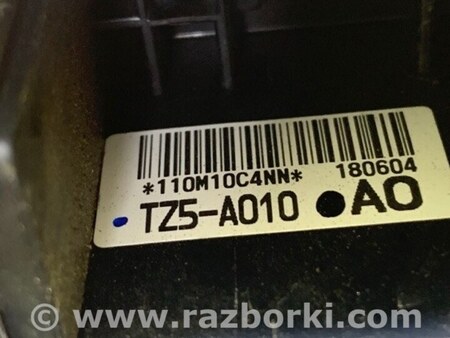 *110M10C4NN* 180604
TZ5-A010 AO
www.razborki.com